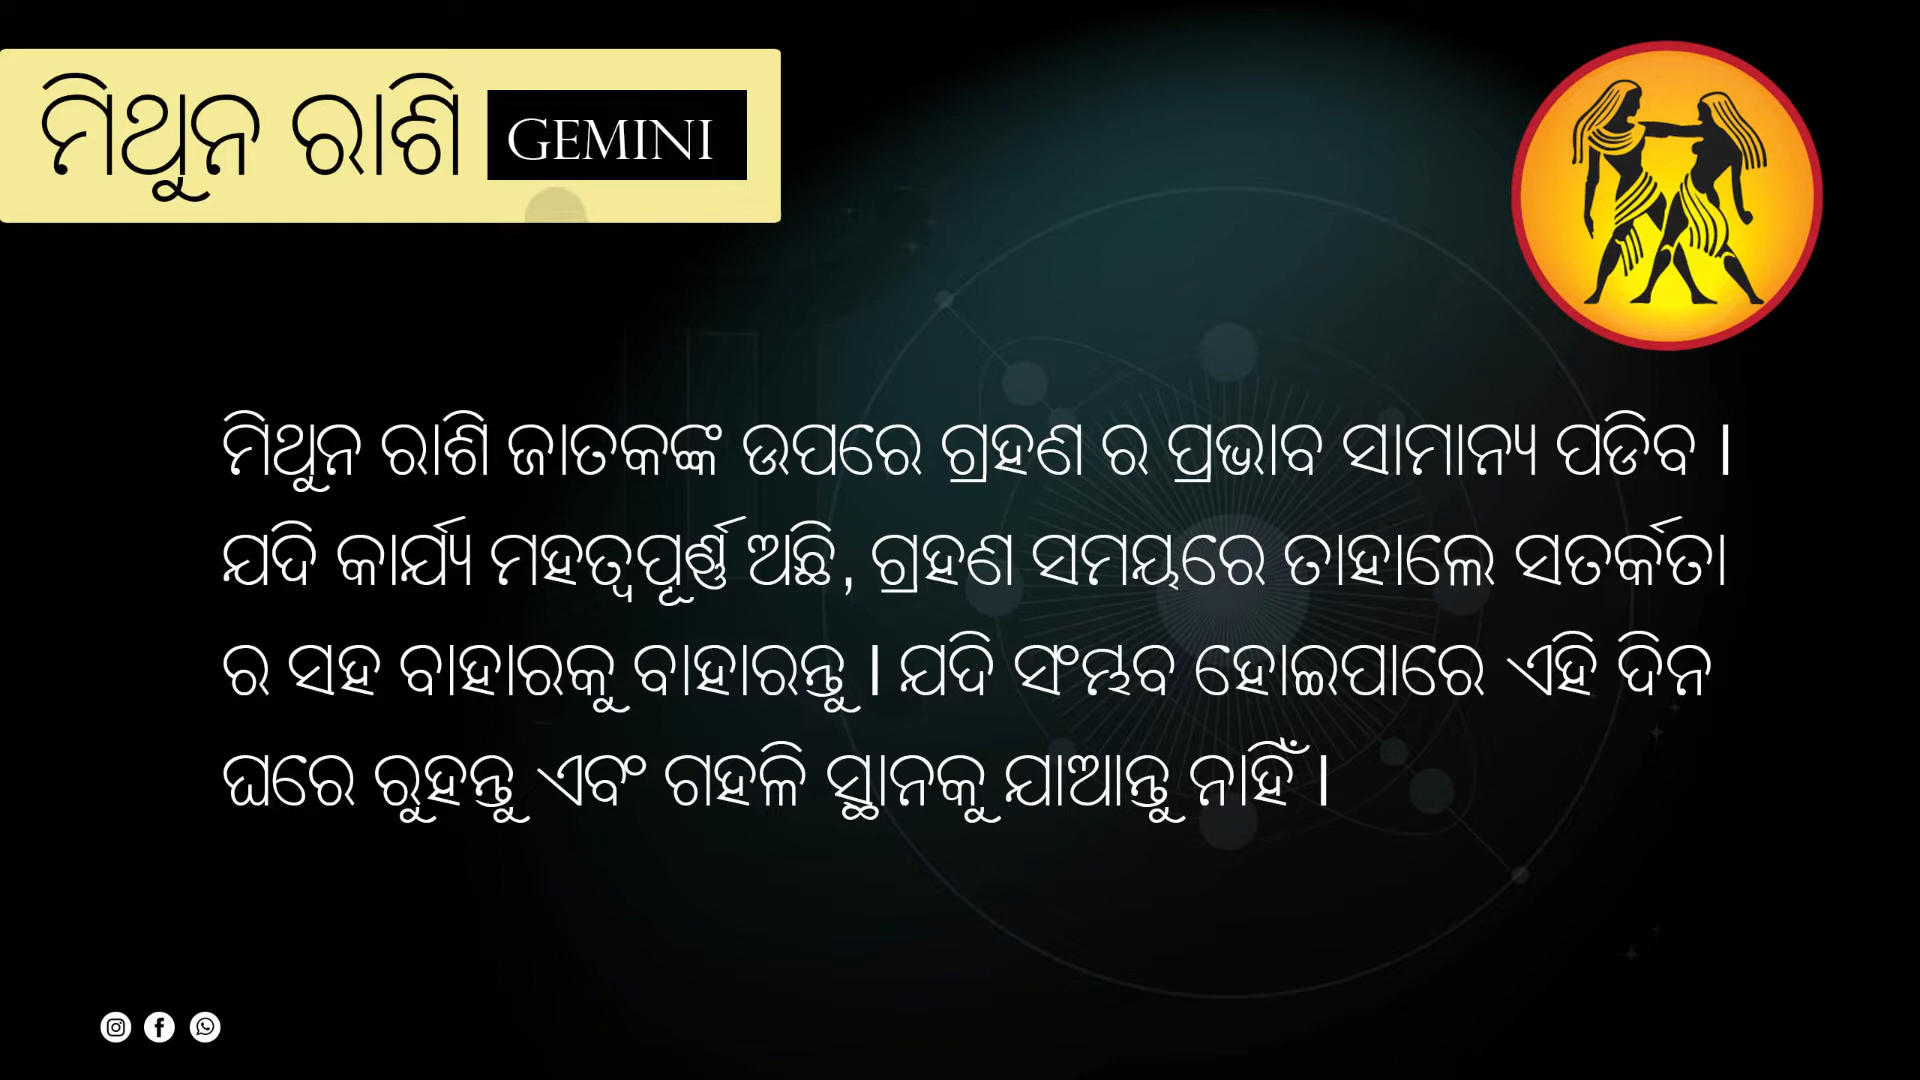 ମିଥୁନ ରାଶି GEMINI
ମିଥୁନ ରାଶି ଜାତକଙ୍କ ଉପରେ ଗ୍ରହଣ ର ପ୍ରଭାବ ସାମାନ୍ୟ ପଡିବ ।
ଯଦି କାର୍ଯ୍ୟ ମହତ୍ୱପୂର୍ଣ୍ଣ ଅଛି, ଗ୍ରହଣ ସମୟରେ ତାହାଲେ ସତର୍କତା
ର ସହ ବାହାରକୁ ବାହାରନ୍ତୁ । ଯଦି ସଂମ୍ଭବ ହୋଇପାରେ ଏହି ଦିନ
ଘରେ ରୁହନ୍ତୁ ଏବଂ ଗହଳି ସ୍ଥାନକୁ ଯାଆନ୍ତୁ ନାହିଁ ।